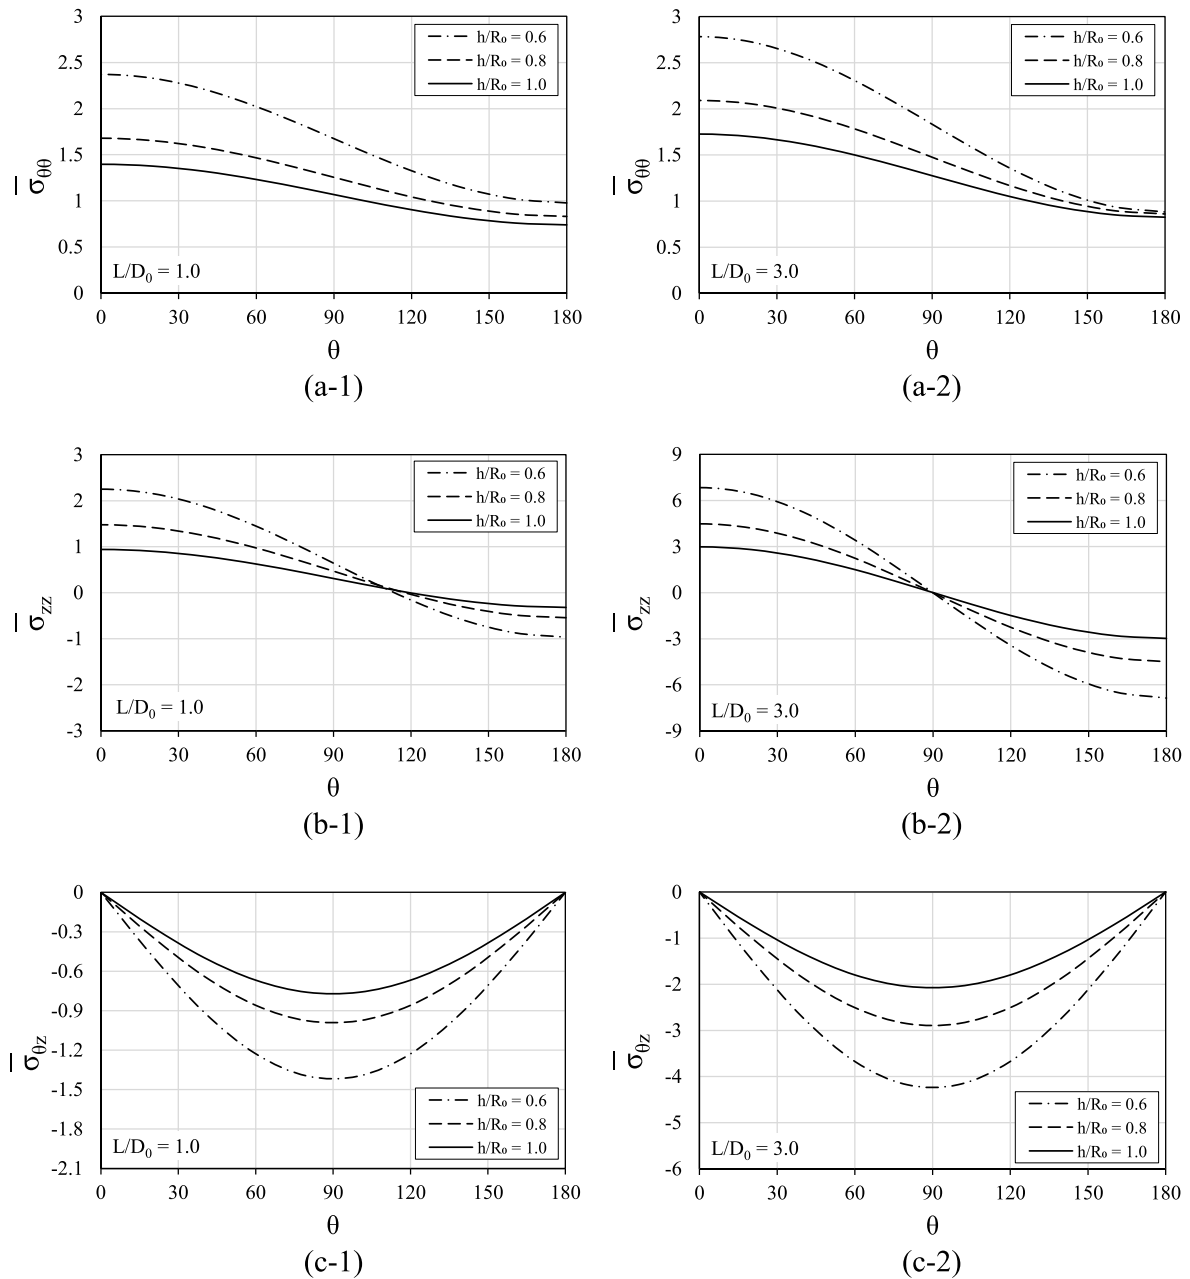 3
2.5
2
1.5
1
0.5
0
σ̅θθ
h/R₀ = 0.6
h/R₀ = 0.8
h/R₀ = 1.0
L/D₀ = 1.0
0 30 60 90 120 150 180
θ
(a-1)
3
2.5
2
1.5
1
0.5
0
σ̅θθ
h/R₀ = 0.6
h/R₀ = 0.8
h/R₀ = 1.0
L/D₀ = 3.0
0 30 60 90 120 150 180
θ
(a-2)
3
2
1
0
-1
-2
-3
σ̅zz
h/R₀ = 0.6
h/R₀ = 0.8
h/R₀ = 1.0
L/D₀ = 1.0
0 30 60 90 120 150 180
θ
(b-1)
9
6
3
0
-3
-6
-9
σ̅zz
h/R₀ = 0.6
h/R₀ = 0.8
h/R₀ = 1.0
L/D₀ = 3.0
0 30 60 90 120 150 180
θ
(b-2)
0
-0.3
-0.6
-0.9
-1.2
-1.5
-1.8
-2.1
σ̅θz
h/R₀ = 0.6
h/R₀ = 0.8
h/R₀ = 1.0
L/D₀ = 1.0
0 30 60 90 120 150 180
θ
(c-1)
0
-1
-2
-3
-4
-5
-6
σ̅θz
h/R₀ = 0.6
h/R₀ = 0.8
h/R₀ = 1.0
L/D₀ = 3.0
0 30 60 90 120 150 180
θ
(c-2)